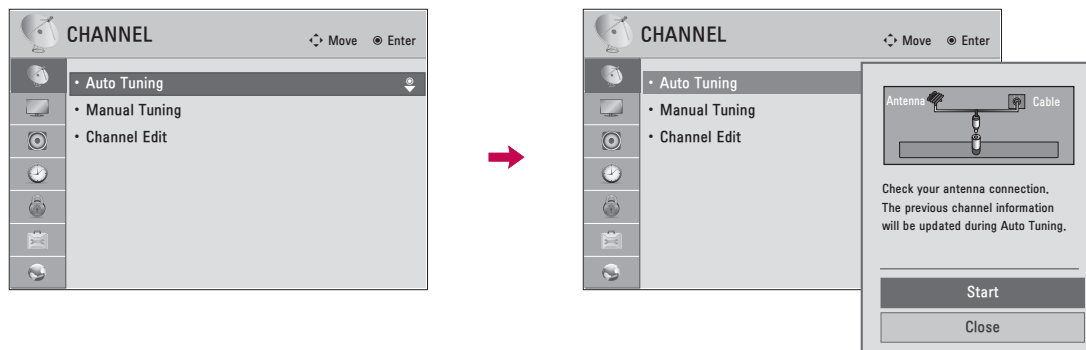 CHANNEL
Move Enter
• Auto Tuning
• Manual Tuning
• Channel Edit
CHANNEL
Move Enter
• Auto Tuning
• Manual Tuning
• Channel Edit
Antenna Cable
Check your antenna connection.
The previous channel information
will be updated during Auto Tuning.
Start
Close